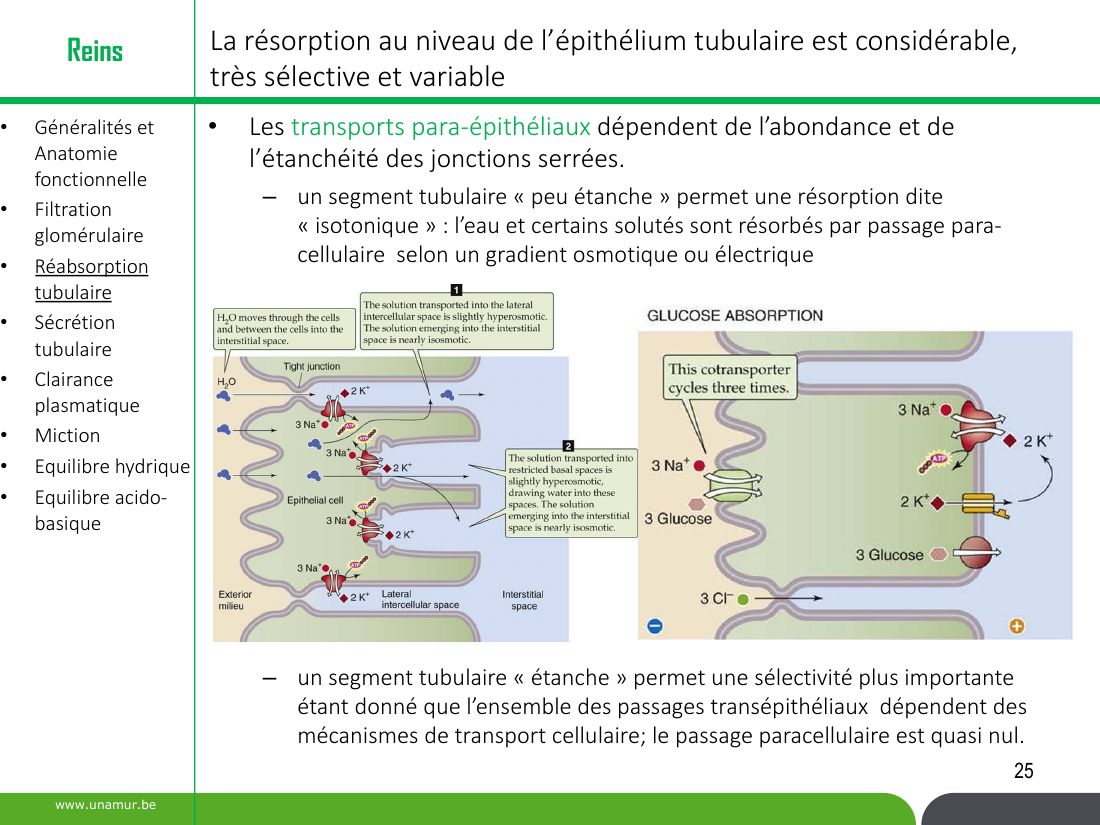 Reins
La résorption au niveau de l’épithélium tubulaire est considérable,
très sélective et variable
• Généralités et
Anatomie
fonctionnelle
• Filtration
glomérulaire
• Réabsorption
tubulaire
• Sécrétion
tubulaire
• Clairance
plasmatique
• Miction
• Equilibre hydrique
• Equilibre acido-
basique
• Les transports para-épithéliaux dépendent de l’abondance et de
l’étanchéité des jonctions serrées.
– un segment tubulaire « peu étanche » permet une résorption dite
« isotonique » : l’eau et certains solutés sont résorbés par passage para-
cellulaire selon un gradient osmotique ou électrique
H2O moves through the cells
and between the cells into the
interstitial space.
1
The solution transported into the lateral
intercellular space is slightly hyperosmotic.
The solution emerging into the interstitial
space is nearly isosmotic.
Tight junction
H2O
2 K+
3 Na+
ATP
ATP
3 Na+
2 K+
2
The solution transported into
restricted basal spaces is
slightly hyperosmotic,
drawing water into these
spaces. The solution
emerging into the interstitial
space is nearly isosmotic.
Epithelial cell
ATP
3 Na+
2 K+
3 Na+
ATP
2 K+
Exterior
milieu
Lateral
intercellular space
Interstitial
space
GLUCOSE ABSORPTION
This cotransporter
cycles three times.
3 Na+
2 K+
ATP
3 Na+
3 Glucose
2 K+
3 Glucose
3 Cl–
–
+
– un segment tubulaire « étanche » permet une sélectivité plus importante
étant donné que l’ensemble des passages transépithéliaux dépendent des
mécanismes de transport cellulaire; le passage paracellulaire est quasi nul.
25
www.unamur.be